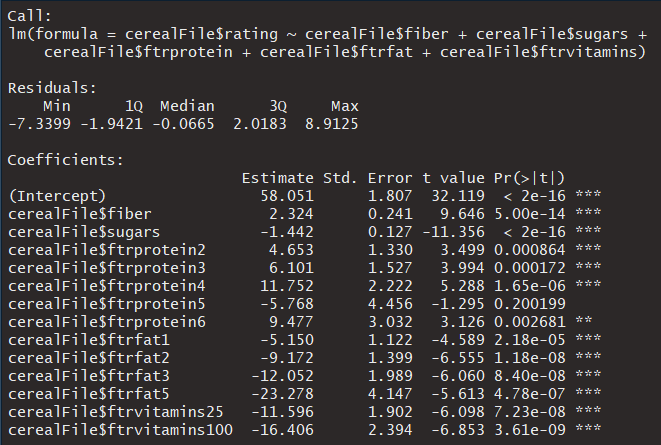 Call:
lm(formula = cerealFile$rating ~ cerealFile$fiber + cerealFile$sugars +
    cerealFile$ftrprotein + cerealFile$ftrfat + cerealFile$ftrvitamins)
Residuals:
    Min      1Q  Median      3Q     Max
-7.3399 -1.9421 -0.0665  2.0183  8.9125
Coefficients:
                         Estimate Std. Error t value Pr(>|t|)
(Intercept)                58.051      1.807  32.119  < 2e-16 ***
cerealFile$fiber            2.324      0.241   9.646 5.00e-14 ***
cerealFile$sugars          -1.442      0.127 -11.356  < 2e-16 ***
cerealFile$ftrprotein2      4.653      1.330   3.499 0.000864 ***
cerealFile$ftrprotein3      6.101      1.527   3.994 0.000172 ***
cerealFile$ftrprotein4     11.752      2.222   5.288 1.65e-06 ***
cerealFile$ftrprotein5     -5.768      4.456  -1.295 0.200199
cerealFile$ftrprotein6      9.477      3.032   3.126 0.002681 **
cerealFile$ftrfat1         -5.150      1.122  -4.589 2.18e-05 ***
cerealFile$ftrfat2         -9.172      1.399  -6.555 1.18e-08 ***
cerealFile$ftrfat3        -12.052      1.989  -6.060 8.40e-08 ***
cerealFile$ftrfat5        -23.278      4.147  -5.613 4.78e-07 ***
cerealFile$ftrvitamins25  -11.596      1.902  -6.098 7.23e-08 ***
cerealFile$ftrvitamins100 -16.406      2.394  -6.853 3.61e-09 ***